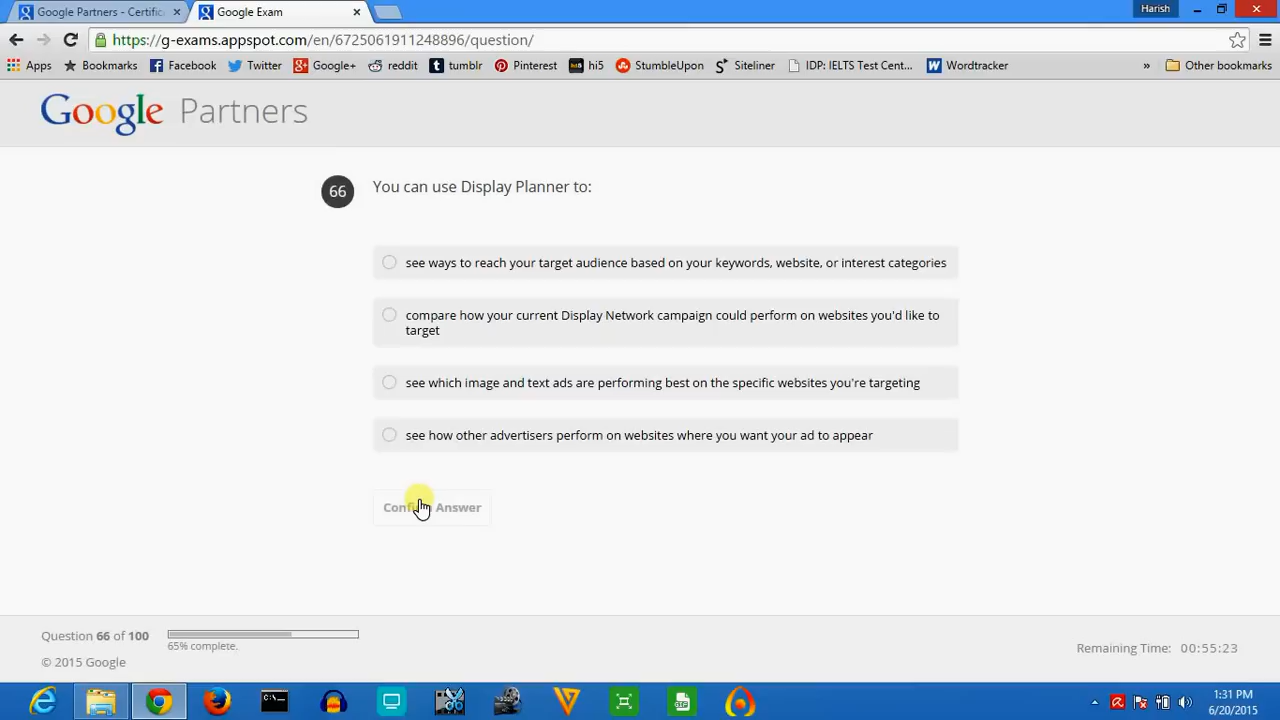 Google Partners - Certific
Google Exam
Harish
https://g-exams.appspot.com/en/6725061911248896/question/
Apps
Bookmarks
Facebook
Twitter
Google+
reddit
tumblr
Pinterest
hi5
StumbleUpon
Siteliner
IDP: IELTS Test Cent...
Wordtracker
»
Other bookmarks
Google Partners
66
You can use Display Planner to:
see ways to reach your target audience based on your keywords, website, or interest categories
compare how your current Display Network campaign could perform on websites you'd like to
target
see which image and text ads are performing best on the specific websites you're targeting
see how other advertisers perform on websites where you want your ad to appear
Confirm Answer
Question 66 of 100
65% complete.
Remaining Time: 00:55:23
© 2015 Google
1:31 PM
6/20/2015